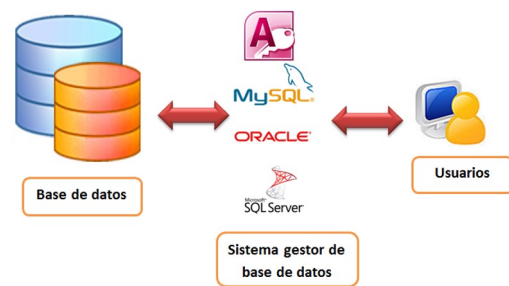 A
MySQL®
ORACLE®
Microsoft®
SQL Server
Base de datos
Usuarios
Sistema gestor de
base de datos